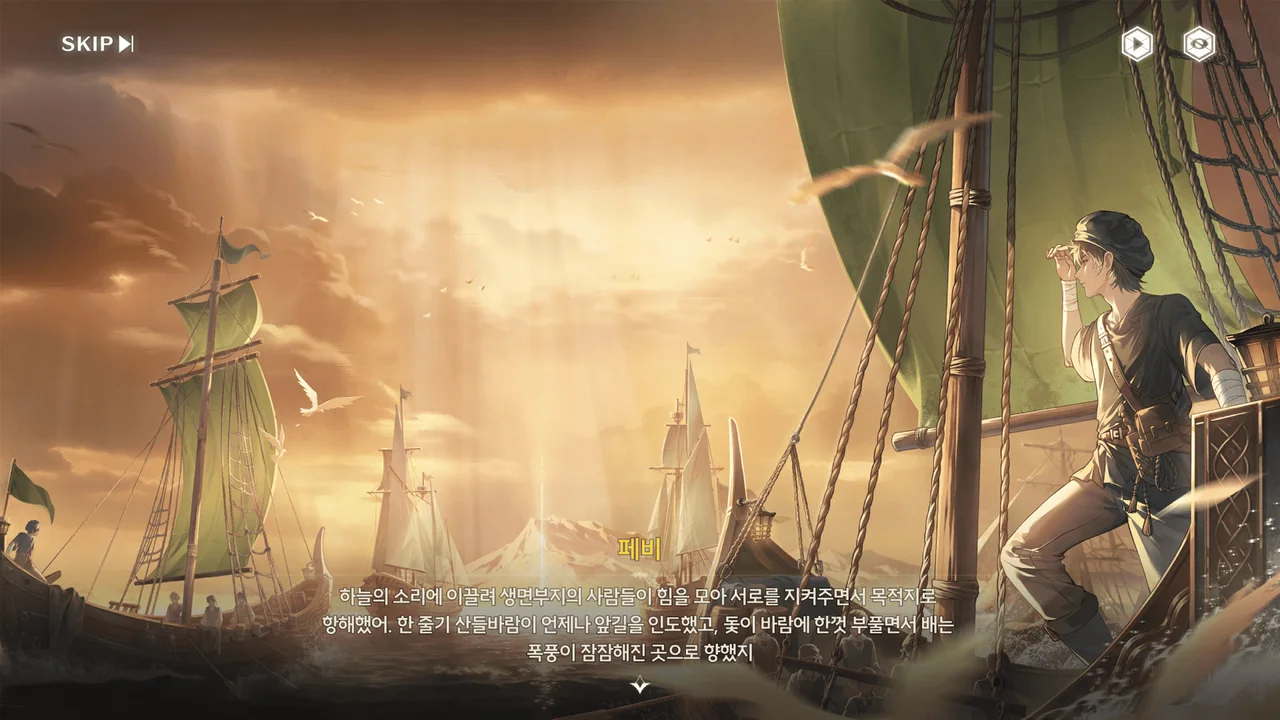 SKIP
페비
하늘의 소리에 이끌려 생면부지의 사람들이 힘을 모아 서로를 지켜주면서 목적지로
항해했어. 한 줄기 산들바람이 언제나 앞길을 인도했고, 돛이 바람에 한껏 부풀면서 배는
폭풍이 잠잠해진 곳으로 향했지